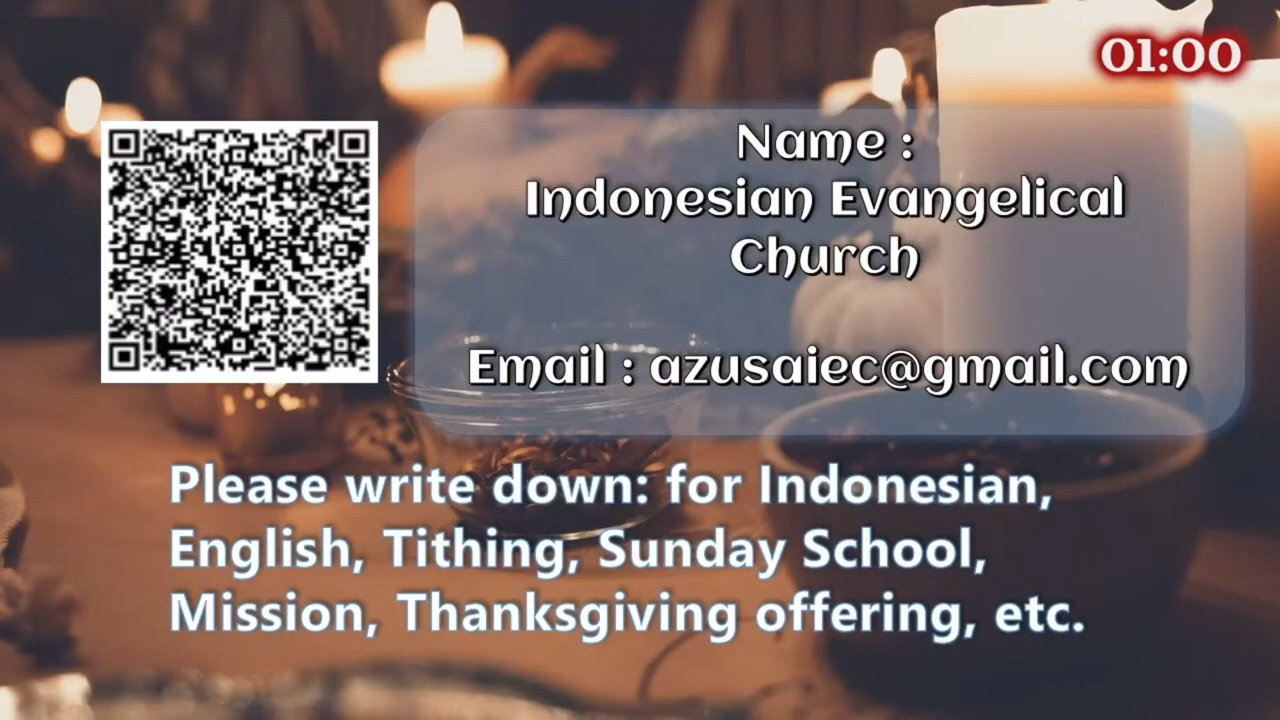 01:00
Name :
Indonesian Evangelical
Church
Email : azusaiec@gmail.com
Please write down: for Indonesian,
English, Tithing, Sunday School,
Mission, Thanksgiving offering, etc.